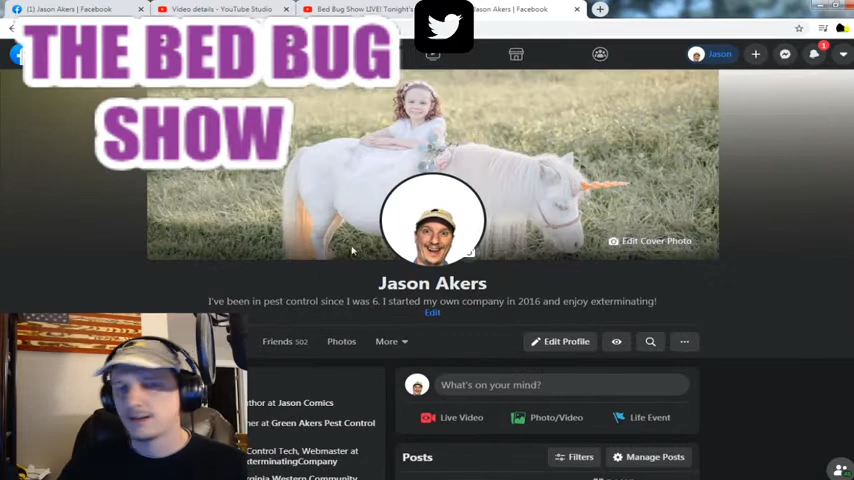 (1) Jason Akers | Facebook
Video details - YouTube Studio
Bed Bug Show LIVE! Tonight's
Jason Akers | Facebook
THE BED BUG
SHOW
Jason
1
Edit Cover Photo
Jason Akers
I've been in pest control since I was 6. I started my own company in 2016 and enjoy exterminating!
Edit
Friends 502
Photos
More
Edit Profile
What's on your mind?
Live Video
Photo/Video
Life Event
at Jason Comics
at Green Akers Pest Control
Control Tech, Webmaster at
Western Community
Posts
Filters
Manage Posts